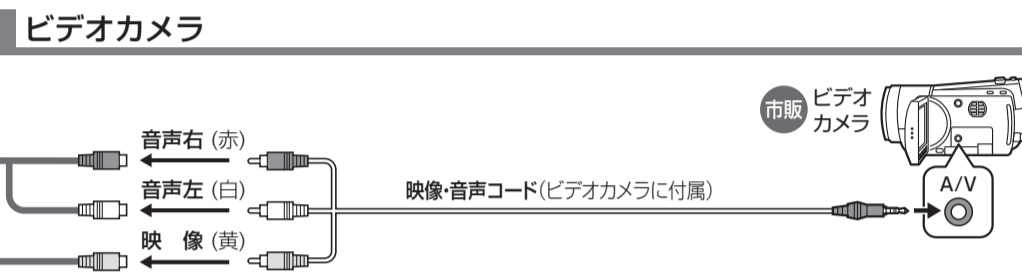 ビデオカメラ
市販
ビデオ
カメラ
音声右 (赤)
音声左 (白)
映像・音声コード(ビデオカメラに付属)
A/V
映　像 (黄)